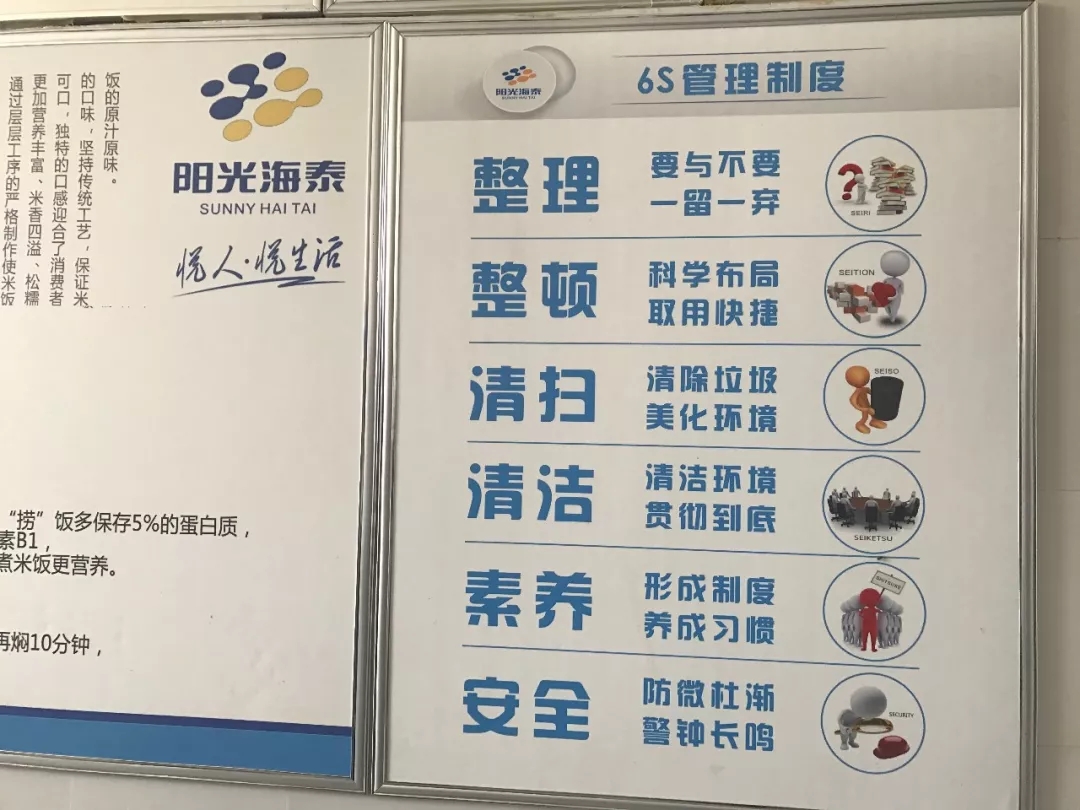 饭的原汁原味。
的口味，坚持传统工艺，保证米
可口，独特的口感迎合了消费者
更加营养丰富、米香四溢、松糯
通过层层工序的严格制作使米饭
阳光海泰
SUNNY HAI TAI
悦人·悦生活
“捞”饭多保存5%的蛋白质，
素B1，
煮米饭更营养。
再焖10分钟，
阳光海泰
SUNNY HAI TAI
6S管理制度
整理
要与不要
一留一弃
SEIRI
整顿
科学布局
取用快捷
SEITION
清扫
清除垃圾
美化环境
SEISO
清洁
清洁环境
贯彻到底
SEIKETSU
素养
形成制度
养成习惯
SHITSUKE
安全
防微杜渐
警钟长鸣
SECURITY